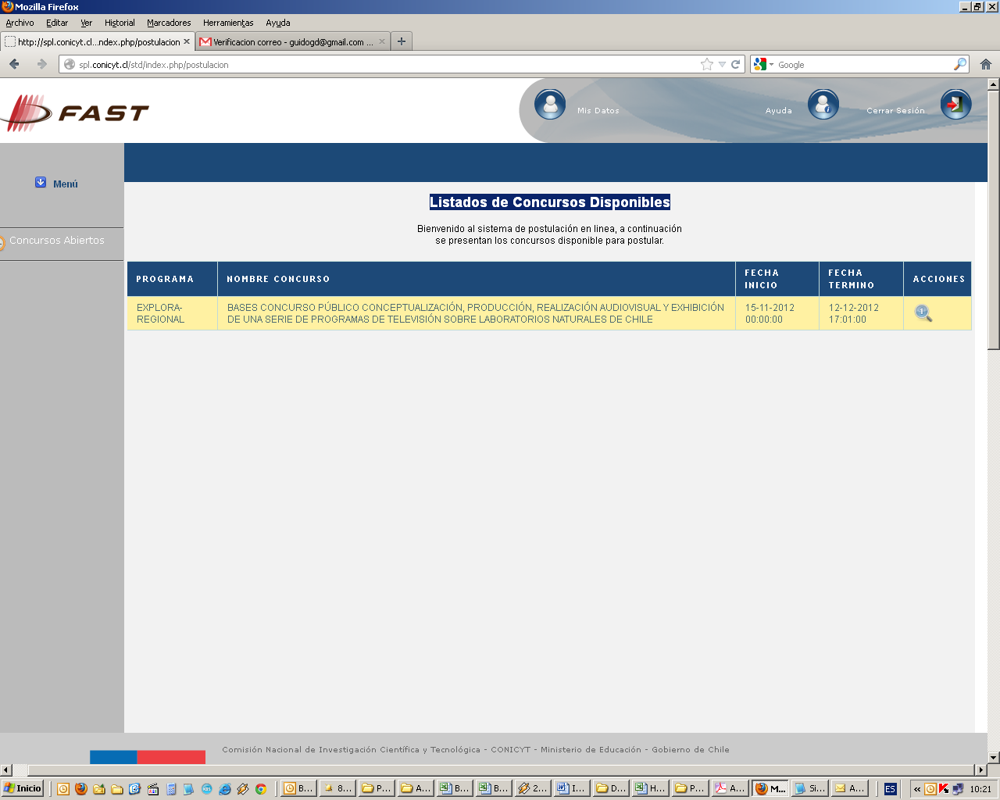 Mozilla Firefox
Archivo Editar Ver Historial Marcadores Herramientas Ayuda
http://spl.conicyt.cl...ndex.php/postulacion
Verificacion correo - guidogd@gmail.com ...
spl.conicyt.cl/std/index.php/postulacion
Google
FAST
Mis Datos
Ayuda
Cerrar Sesión
Menú
Concursos Abiertos
Listados de Concursos Disponibles
Bienvenido al sistema de postulación en linea, a continuación
se presentan los concursos disponible para postular.
PROGRAMA
NOMBRE CONCURSO
FECHA
INICIO
FECHA
TERMINO
ACCIONES
EXPLORA-
REGIONAL
BASES CONCURSO PÚBLICO CONCEPTUALIZACIÓN, PRODUCCIÓN, REALIZACIÓN AUDIOVISUAL Y EXHIBICIÓN
DE UNA SERIE DE PROGRAMAS DE TELEVISIÓN SOBRE LABORATORIOS NATURALES DE CHILE
15-11-2012
00:00:00
12-12-2012
17:01:00
Comisión Nacional de Investigación Científica y Tecnológica - CONICYT - Ministerio de Educación - Gobierno de Chile
Inicio
B... 8... P... A... B... B... 2... I... D... H... P... A... M... Si... A...
ES
« 10:21